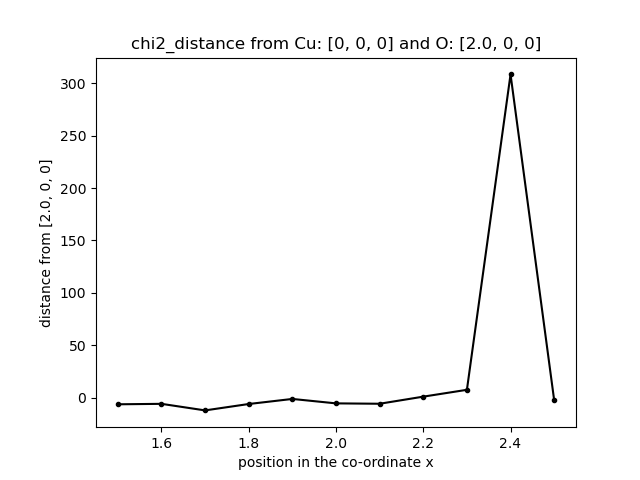 chi2_distance from Cu: [0, 0, 0] and O: [2.0, 0, 0]
distance from [2.0, 0, 0]
300
250
200
150
100
50
0
1.6 1.8 2.0 2.2 2.4
position in the co-ordinate x